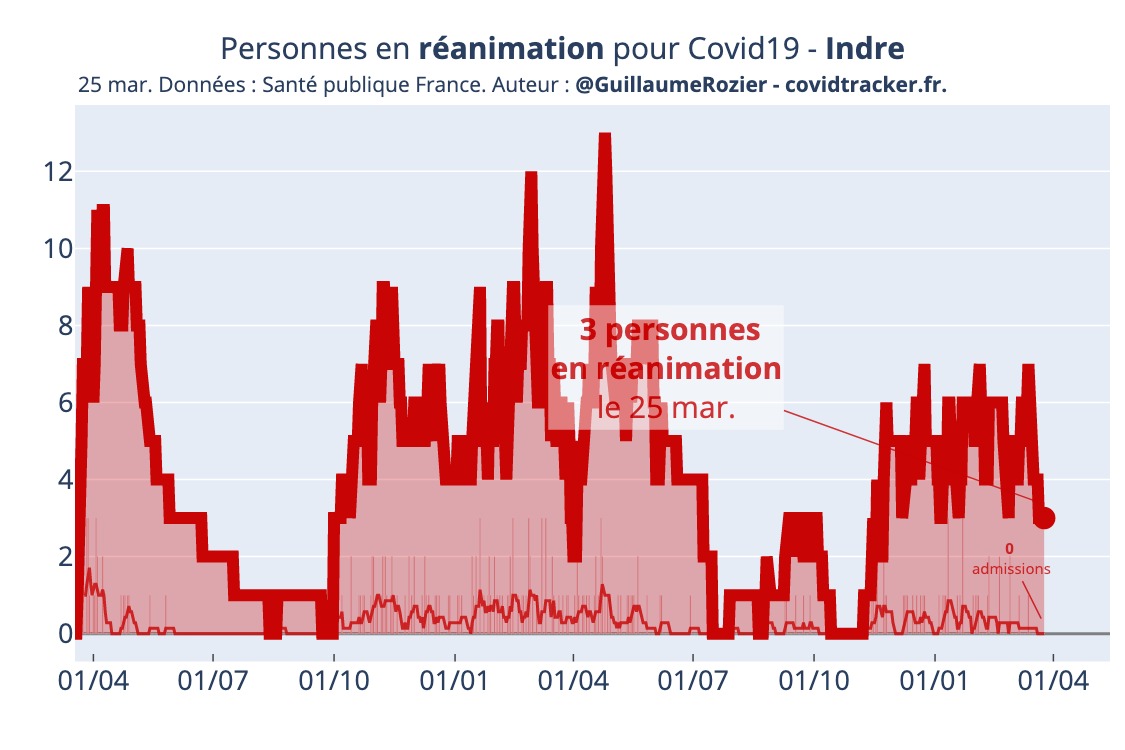 Personnes en réanimation pour Covid19 - Indre
25 mar. Données : Santé publique France. Auteur : @GuillaumeRozier - covidtracker.fr.
12
10
8
6
4
2
0
3 personnes
en réanimation
le 25 mar.
0
admissions
01/04 01/07 01/10 01/01 01/04 01/07 01/10 01/01 01/04